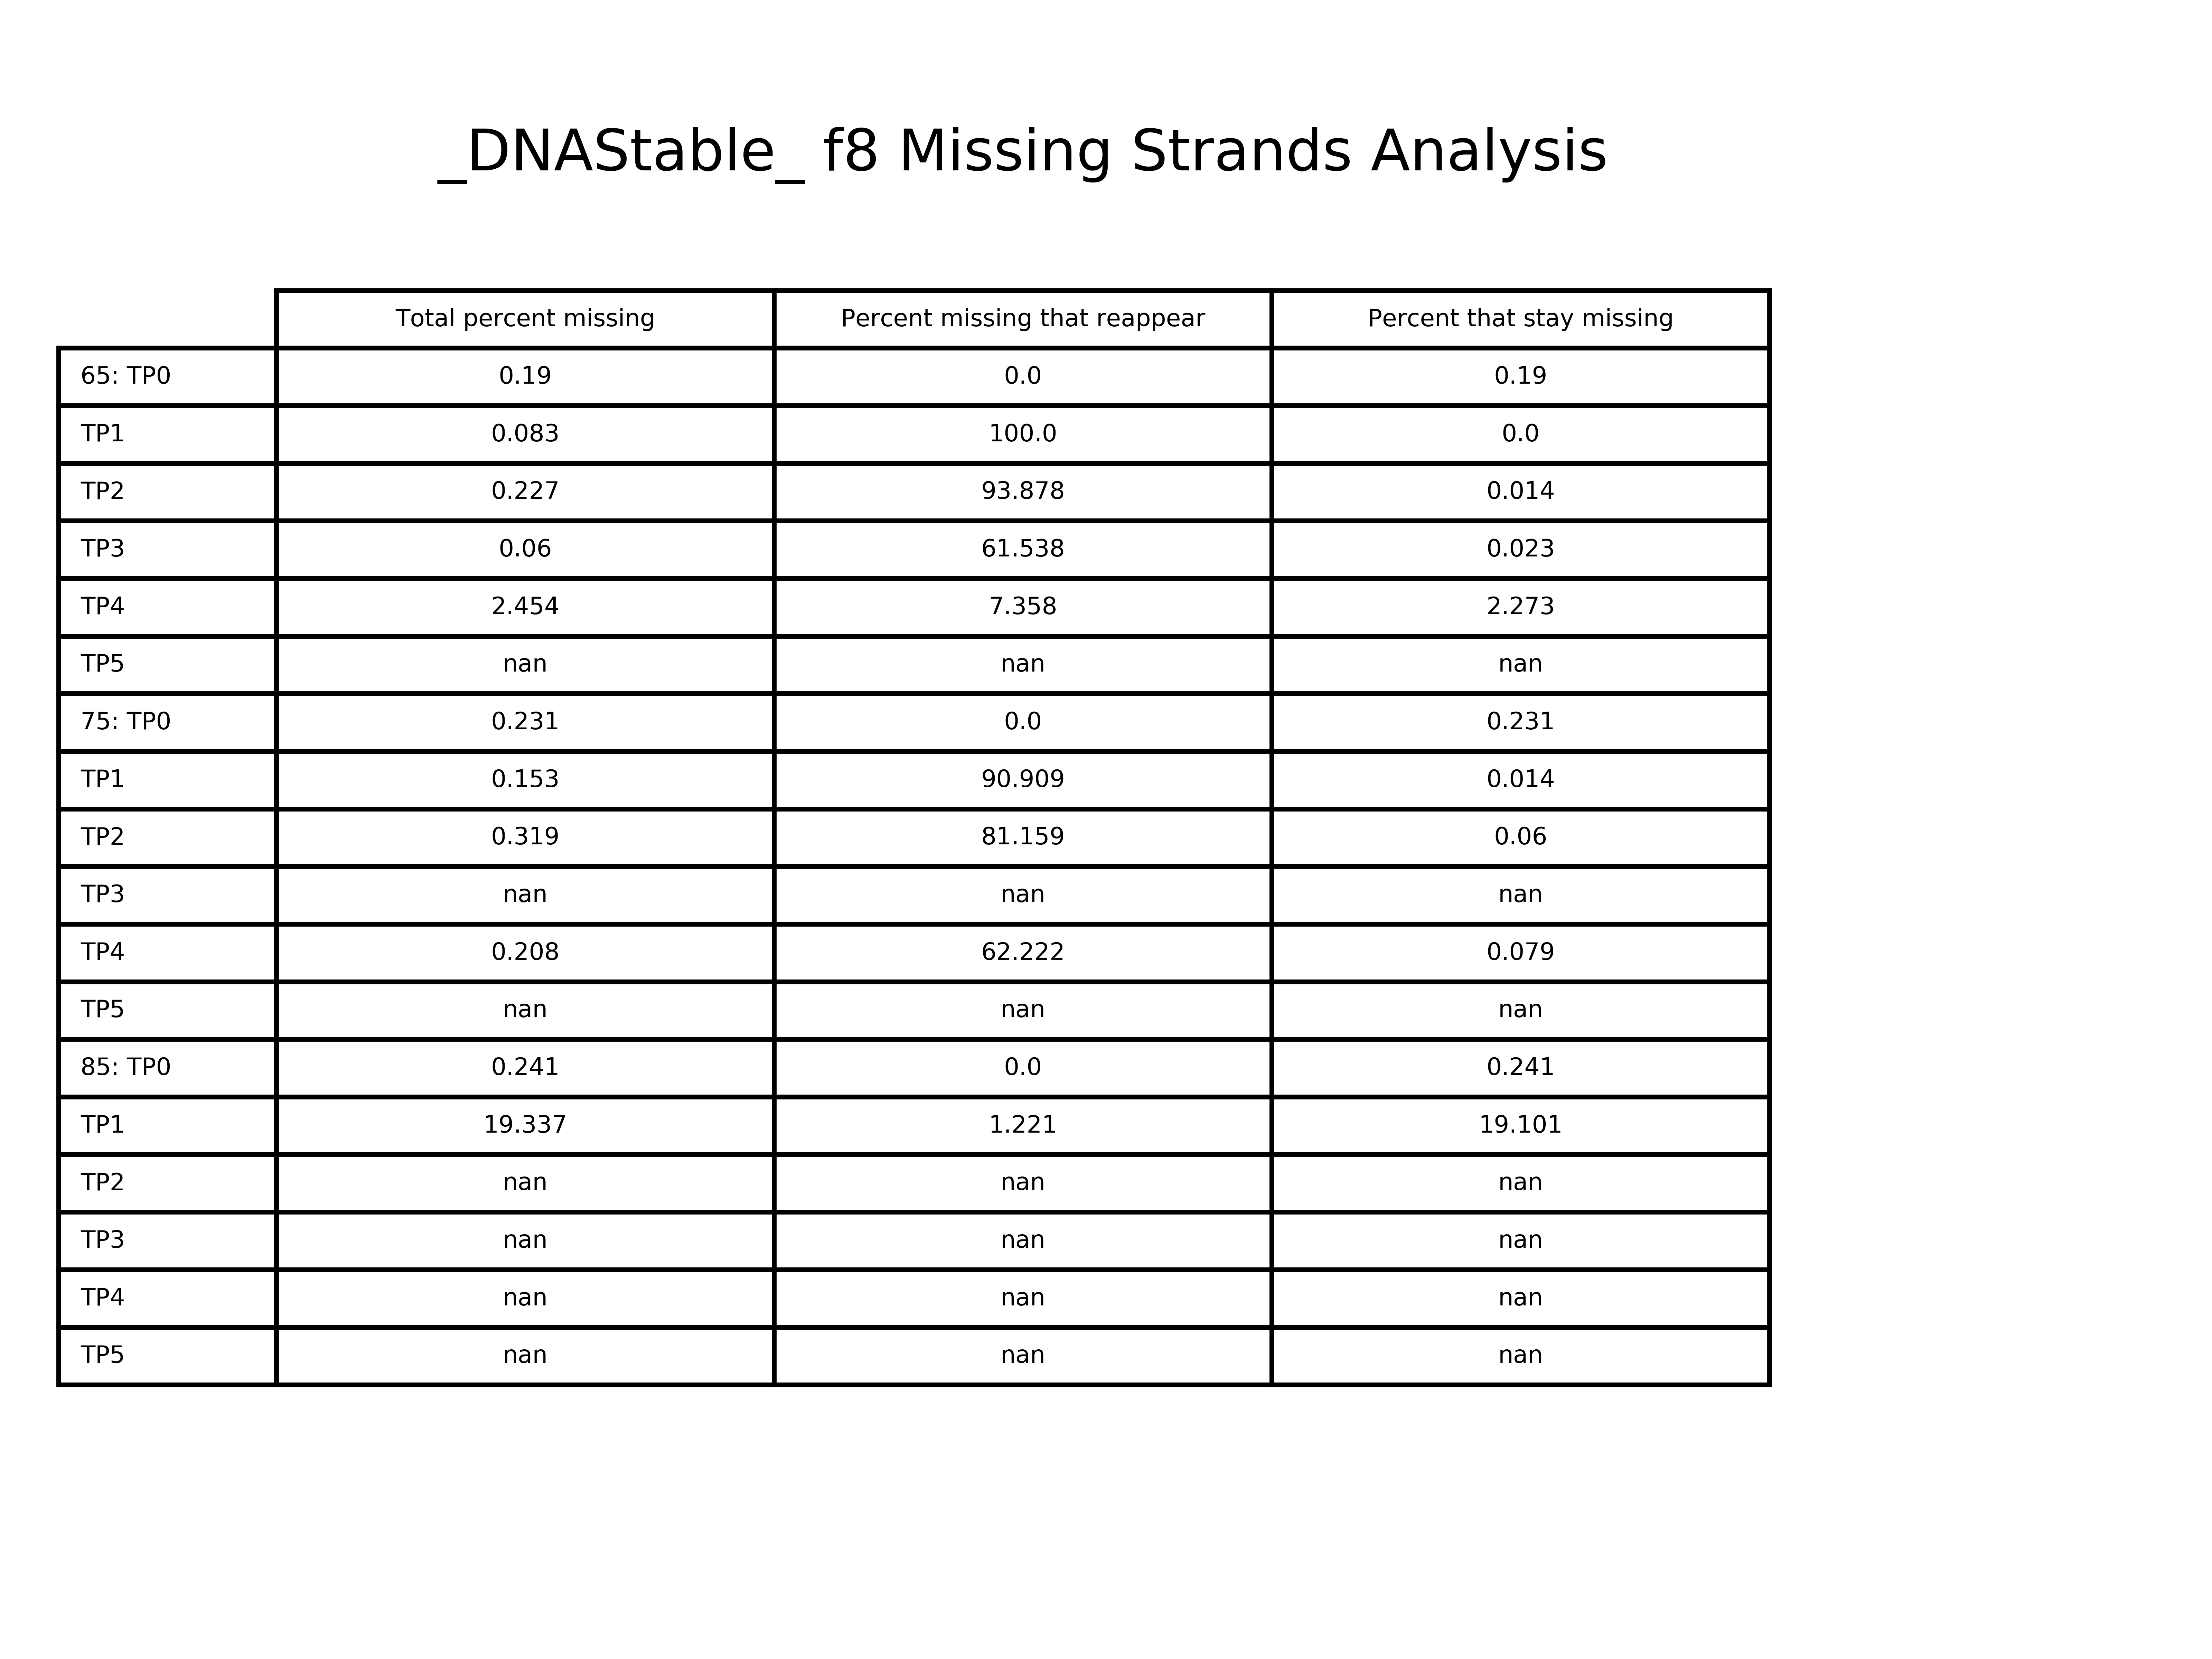 _DNAStable_ f8 Missing Strands Analysis
Total percent missing Percent missing that reappear Percent that stay missing
65: TP0 0.19 0.0 0.19
TP1 0.083 100.0 0.0
TP2 0.227 93.878 0.014
TP3 0.06 61.538 0.023
TP4 2.454 7.358 2.273
TP5 nan nan nan
75: TP0 0.231 0.0 0.231
TP1 0.153 90.909 0.014
TP2 0.319 81.159 0.06
TP3 nan nan nan
TP4 0.208 62.222 0.079
TP5 nan nan nan
85: TP0 0.241 0.0 0.241
TP1 19.337 1.221 19.101
TP2 nan nan nan
TP3 nan nan nan
TP4 nan nan nan
TP5 nan nan nan